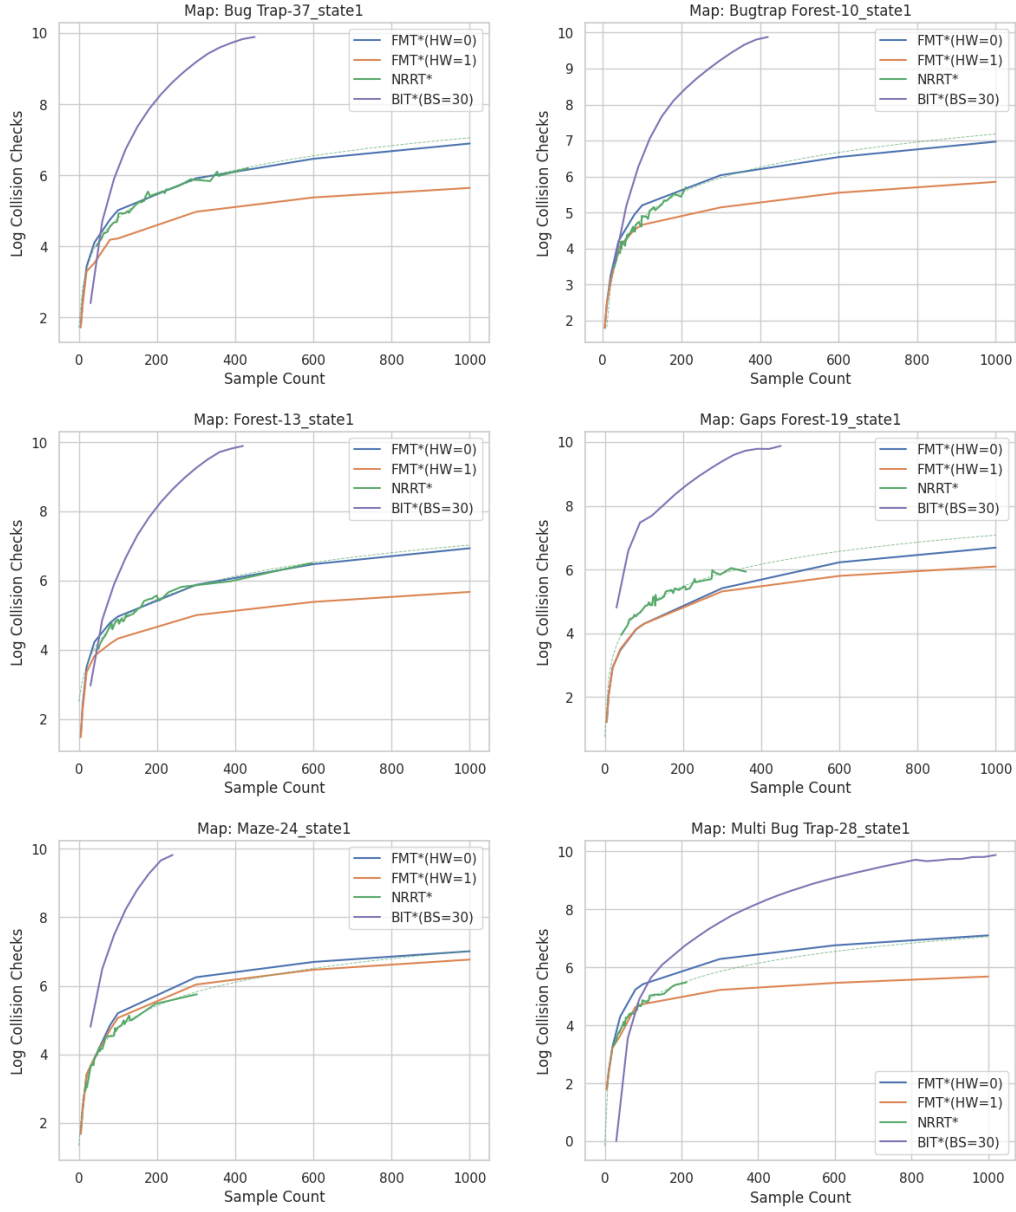 Map: Bug Trap-37_state1
10
8
6
4
2
Log Collision Checks
FMT*(HW=0)
FMT*(HW=1)
NRRT*
BIT*(BS=30)
0 200 400 600 800 1000
Sample Count
Map: Bugtrap Forest-10_state1
10
9
8
7
6
5
4
3
2
Log Collision Checks
FMT*(HW=0)
FMT*(HW=1)
NRRT*
BIT*(BS=30)
0 200 400 600 800 1000
Sample Count
Map: Forest-13_state1
10
8
6
4
2
Log Collision Checks
FMT*(HW=0)
FMT*(HW=1)
NRRT*
BIT*(BS=30)
0 200 400 600 800 1000
Sample Count
Map: Gaps Forest-19_state1
10
8
6
4
2
Log Collision Checks
FMT*(HW=0)
FMT*(HW=1)
NRRT*
BIT*(BS=30)
0 200 400 600 800 1000
Sample Count
Map: Maze-24_state1
10
8
6
4
2
Log Collision Checks
FMT*(HW=0)
FMT*(HW=1)
NRRT*
BIT*(BS=30)
0 200 400 600 800 1000
Sample Count
Map: Multi Bug Trap-28_state1
10
8
6
4
2
0
Log Collision Checks
FMT*(HW=0)
FMT*(HW=1)
NRRT*
BIT*(BS=30)
0 200 400 600 800 1000
Sample Count